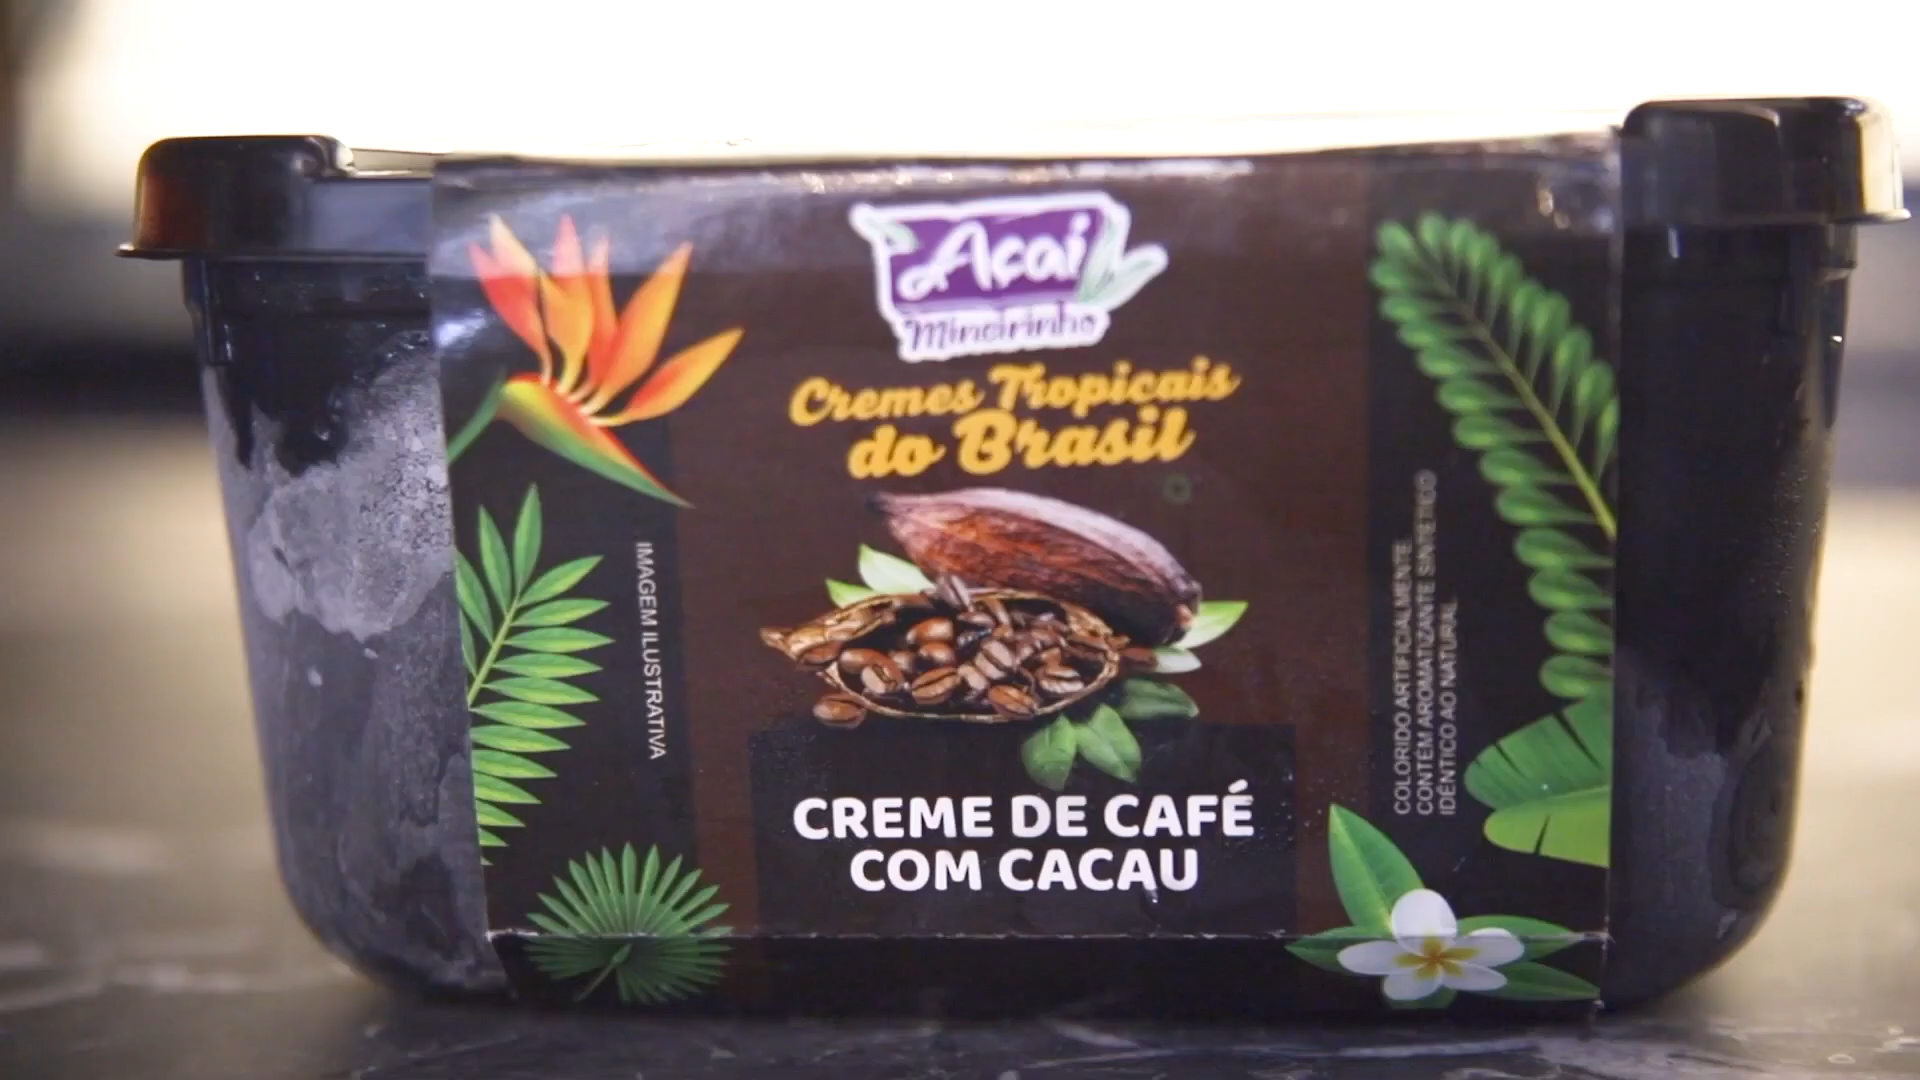 Açaí
Mineirinho
Cremes Tropicais
do Brasil
IMAGEM ILUSTRATIVA
COLORIDO ARTIFICIALMENTE
CONTÉM AROMATIZANTE SINTÉTICO
IDÊNTICO AO NATURAL
CREME DE CAFÉ
COM CACAU